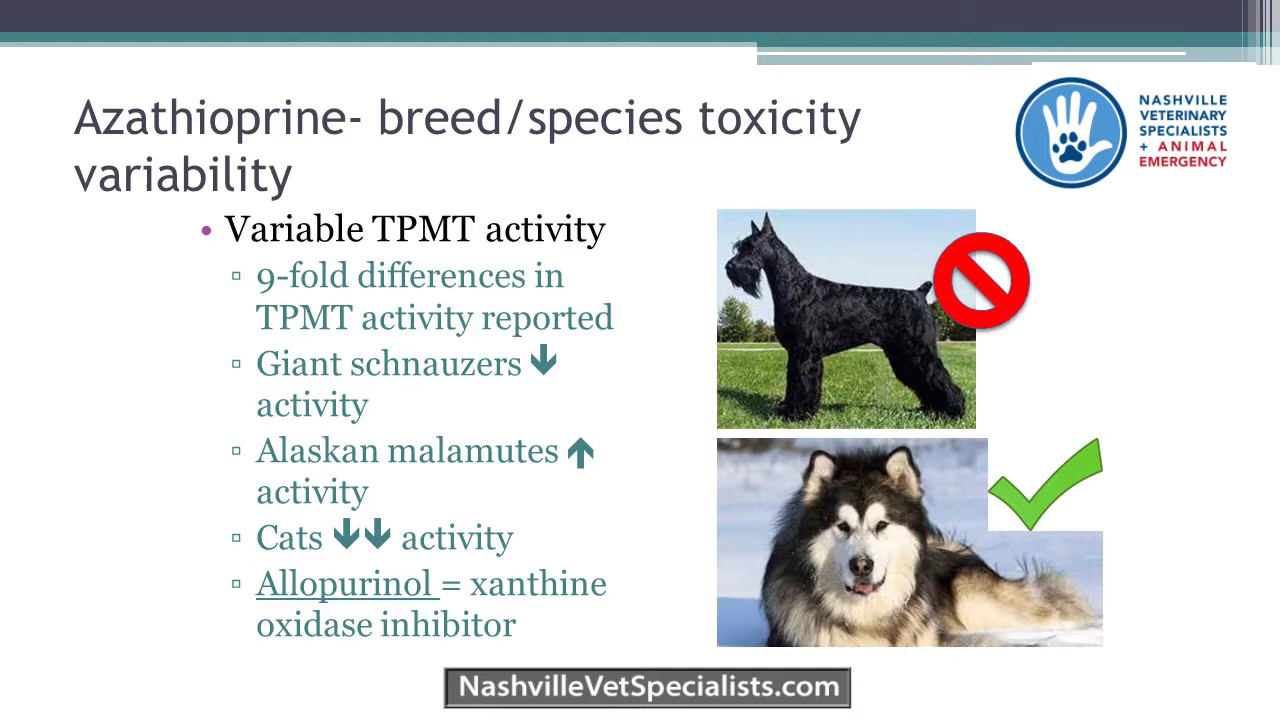 Azathioprine- breed/species toxicity
variability
NASHVILLE
VETERINARY
SPECIALISTS
+ ANIMAL
EMERGENCY
• Variable TPMT activity
▫ 9-fold differences in
TPMT activity reported
▫ Giant schnauzers 🡻
activity
▫ Alaskan malamutes 🡹
activity
▫ Cats 🡻🡻 activity
▫ Allopurinol = xanthine
oxidase inhibitor
NashvilleVetSpecialists.com